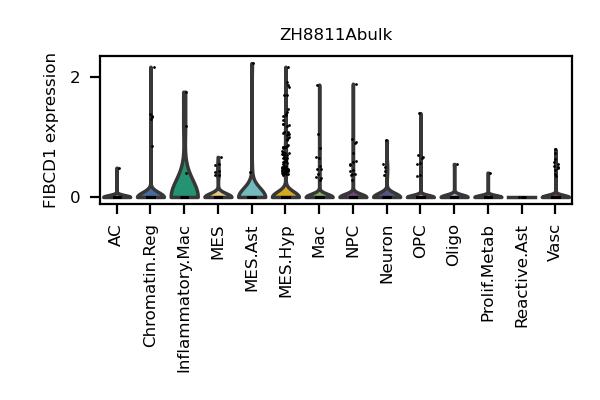 ZH8811Abulk
FIBCD1 expression
2
0
AC
Chromatin.Reg
Inflammatory.Mac
MES
MES.Ast
MES.Hyp
Mac
NPC
Neuron
OPC
Oligo
Prolif.Metab
Reactive.Ast
Vasc